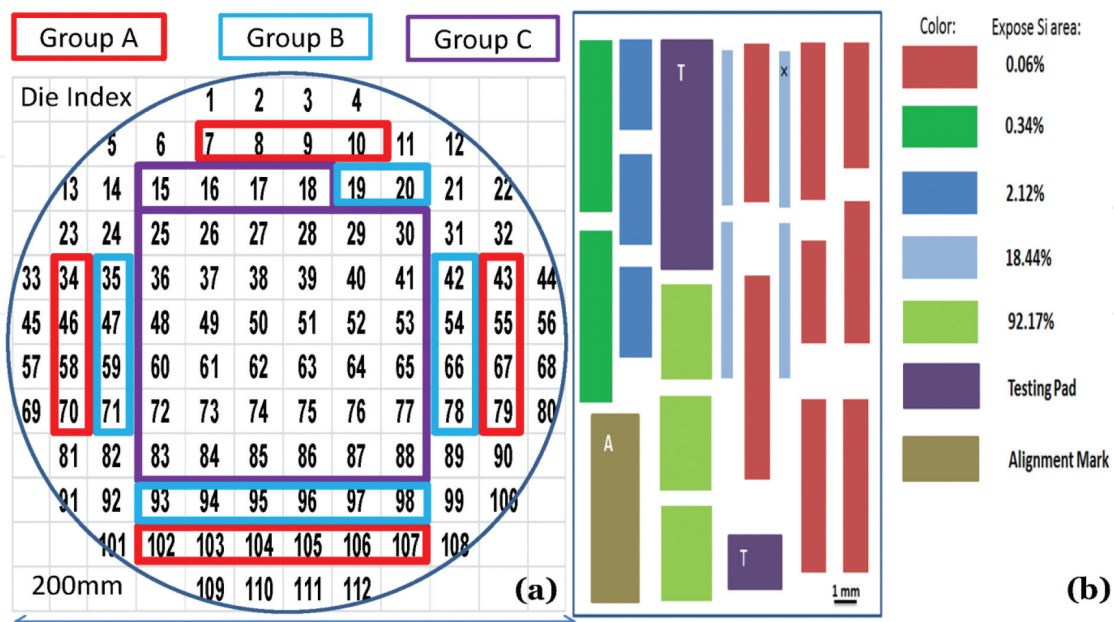 Group A Group B Group C
Die Index
1 2 3 4
5 6 7 8 9 10 11 12
13 14 15 16 17 18 19 20 21 22
23 24 25 26 27 28 29 30 31 32
33 34 35 36 37 38 39 40 41 42 43 44
45 46 47 48 49 50 51 52 53 54 55 56
57 58 59 60 61 62 63 64 65 66 67 68
69 70 71 72 73 74 75 76 77 78 79 80
81 82 83 84 85 86 87 88 89 90
91 92 93 94 95 96 97 98 99 100
101 102 103 104 105 106 107 108
109 110 111 112
200mm
(a)
T
×
A
T
1 mm
Color: Expose Si area:
0.06%
0.34%
2.12%
18.44%
92.17%
Testing Pad
Alignment Mark
(b)